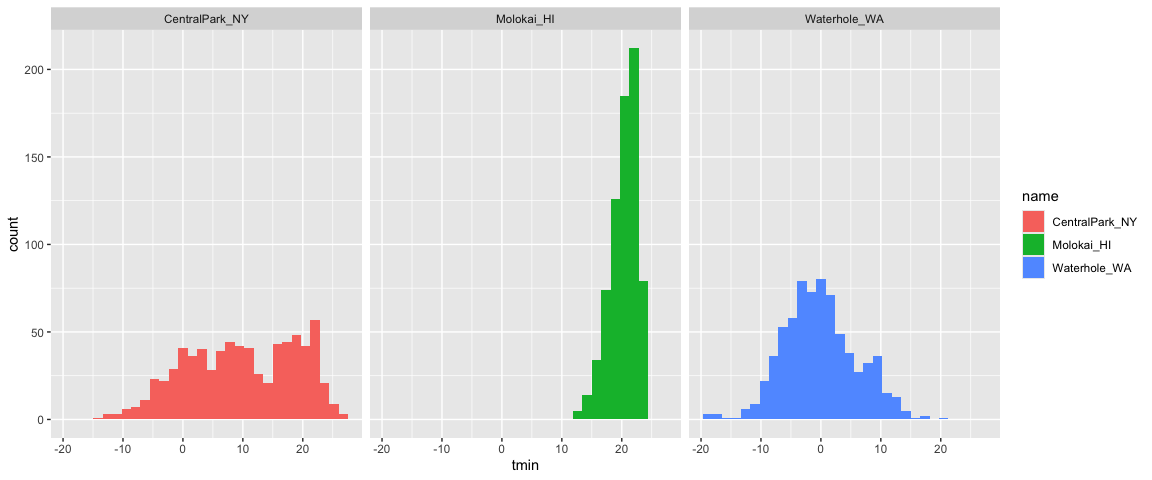 CentralPark_NY Molokai_HI Waterhole_WA
200
150
100
50
0
count
-20 -10 0 10 20 -20 -10 0 10 20 -20 -10 0 10 20
tmin
name
CentralPark_NY
Molokai_HI
Waterhole_WA